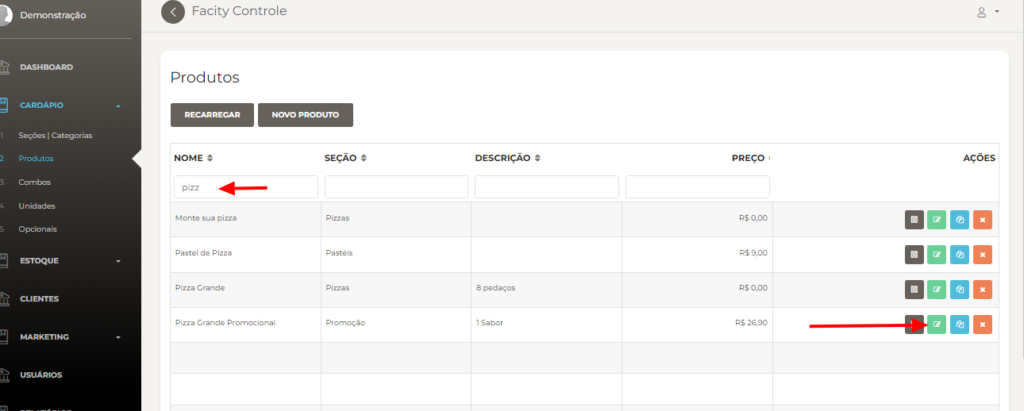 Demonstração
Facity Controle
DASHBOARD
CARDÁPIO
1 Seções | Categorias
2 Produtos
3 Combos
4 Unidades
5 Opcionais
ESTOQUE
CLIENTES
MARKETING
USUÁRIOS
RELATÓRIOS
Produtos
RECARREGAR NOVO PRODUTO
NOME SEÇÃO DESCRIÇÃO PREÇO AÇÕES
pizz
Monte sua pizza Pizzas R$ 0,00
Pastel de Pizza Pastéis R$ 9,00
Pizza Grande Pizzas 8 pedaços R$ 0,00
Pizza Grande Promocional Promoção 1 Sabor R$ 26,90